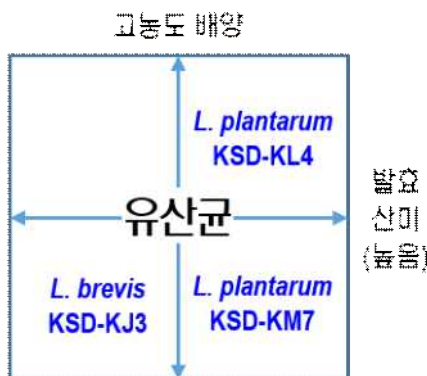 고농도 배양
L. plantarum
KSD-KL4
발효
산미
(높음)
유산균
L. brevis
KSD-KJ3
L. plantarum
KSD-KM7